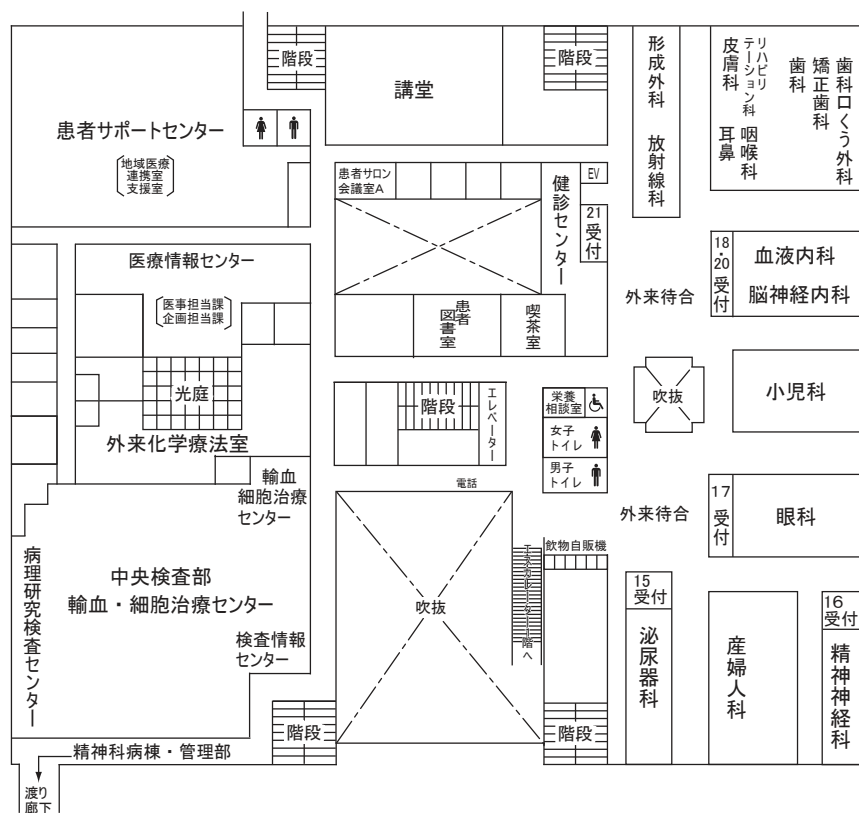 階段
講堂
階段
形成外科
放射線科
皮膚科
リハビリ
テーション科
耳鼻
咽喉科
歯科
矯正歯科
歯科口くう外科
患者サポートセンター
地域医療
連携室
支援室
患者サロン
会議室A
健診センター
EV
21
受付
医療情報センター
医事担当課
企画担当課
患者
図書室
喫茶室
外来待合
18・20
受付
血液内科
脳神経内科
光庭
外来化学療法室
階段
エレベーター
栄養
相談室
女子
トイレ
男子
トイレ
吹抜
小児科
輸血
細胞治療
センター
電話
外来待合
17
受付
眼科
病理研究検査センター
中央検査部
輸血・細胞治療センター
検査情報
センター
吹抜
エスカレーター1階へ
飲物自販機
15
受付
泌尿器科
産婦人科
16
受付
精神神経科
階段
階段
精神科病棟・管理部
渡り
廊下